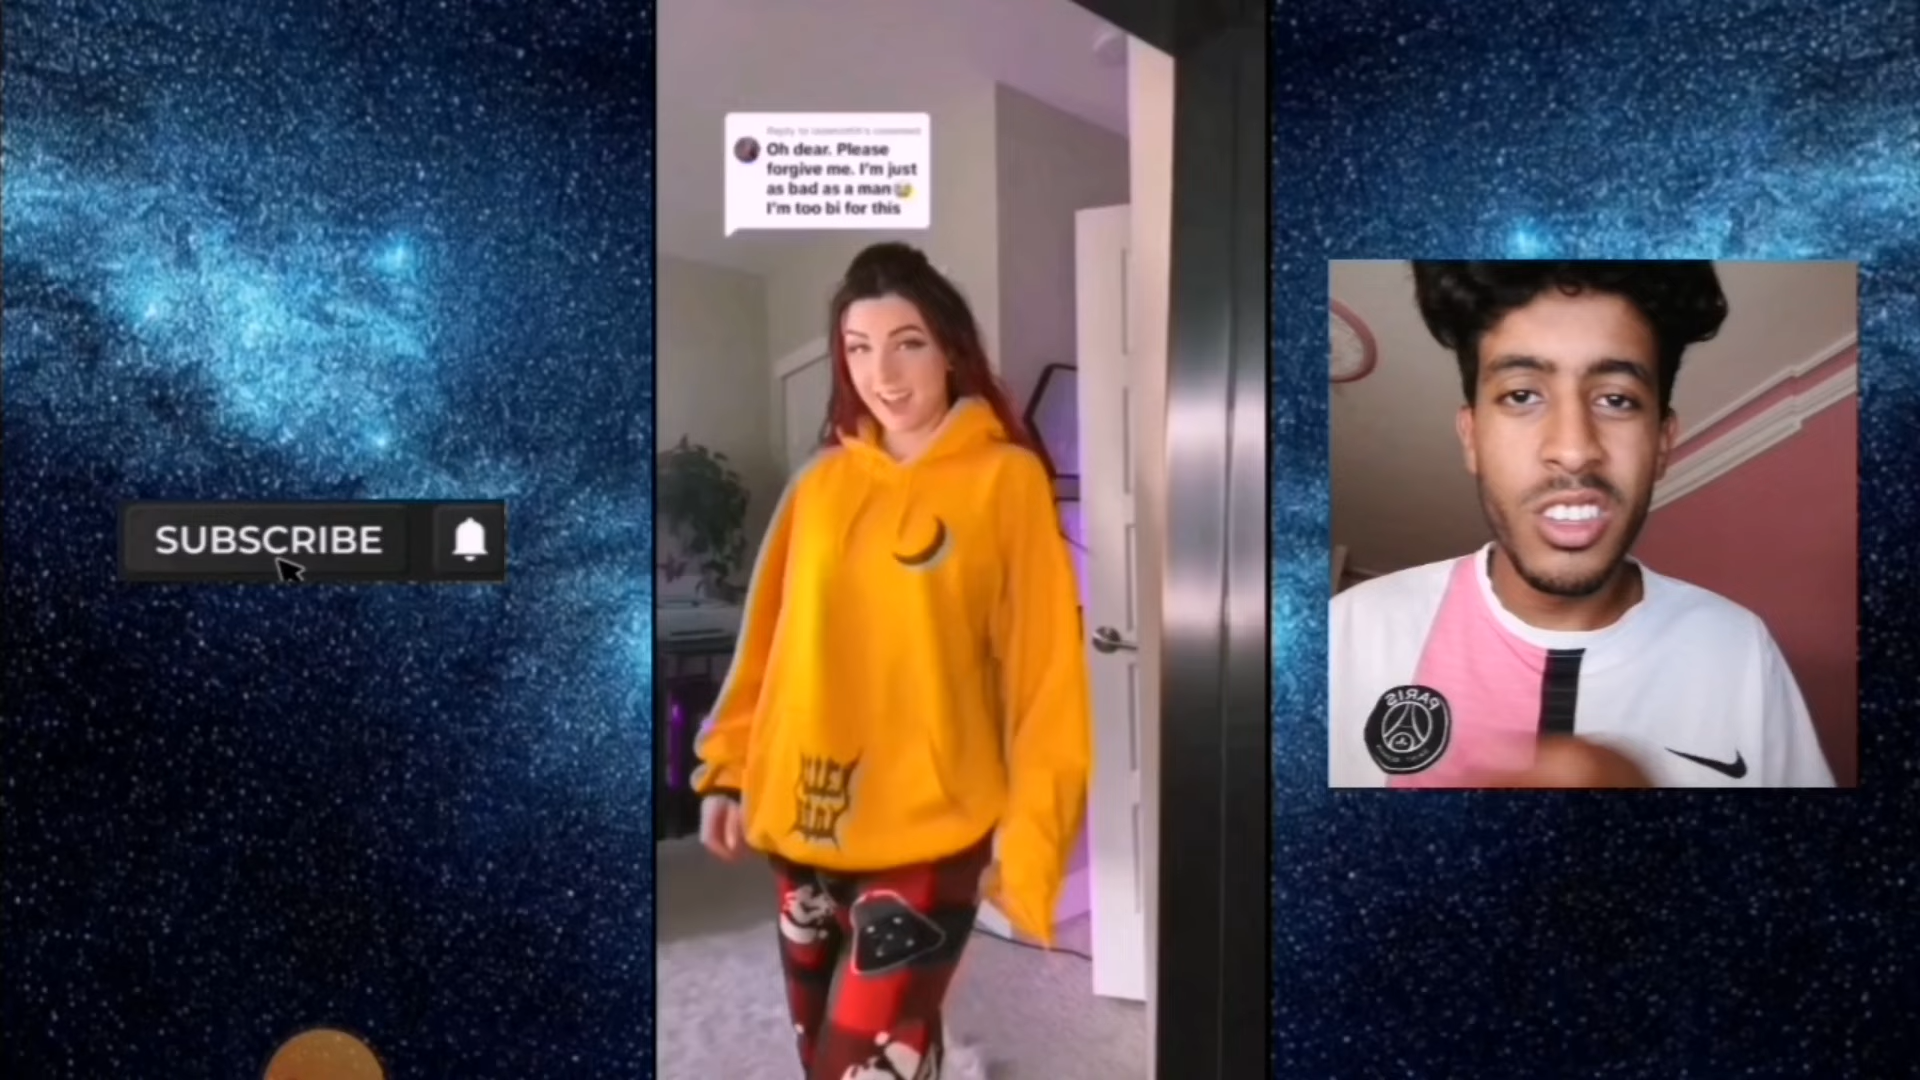 Oh dear. Please
forgive me. I'm just
as bad as a man😭
I'm too bi for this
SUBSCRIBE
PARIS